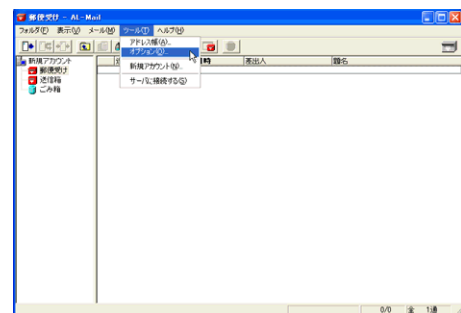 郵便受け - AL-Mail
フォルダ(F) 表示(V) メール(M) ツール(T) ヘルプ(H)
アドレス帳(A)...
オプション(O)...
新規アカウント(N)...
サーバに接続する(S)
新規アカウント
郵便受け
送信箱
ごみ箱
差出人
題名
0/0 全 1通